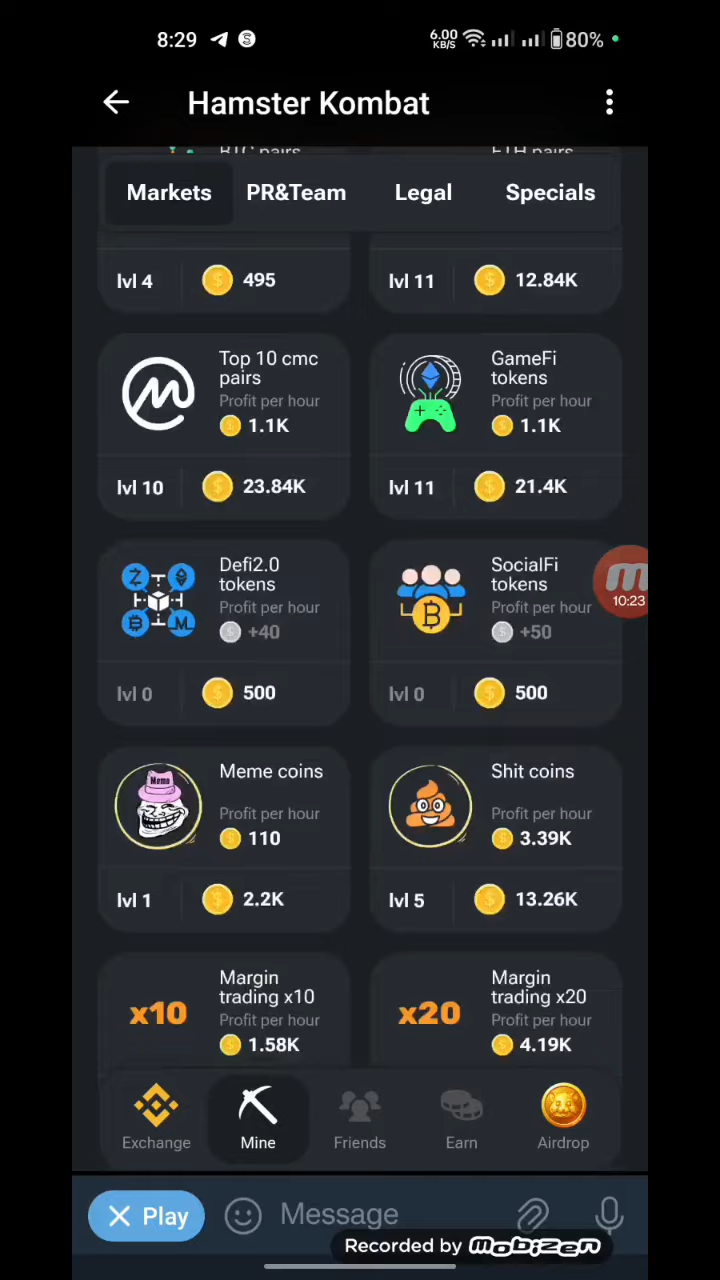 8:29
6.00 KB/S 80%
Hamster Kombat
BTC pairs ETH pairs
Markets PR&Team Legal Specials
lvl 4 495 lvl 11 12.84K
Top 10 cmc
pairs
Profit per hour
1.1K
lvl 10 23.84K
GameFi
tokens
Profit per hour
1.1K
lvl 11 21.4K
Defi2.0
tokens
Profit per hour
+40
lvl 0 500
SocialFi
tokens
Profit per hour
+50
lvl 0 500
10:23
Meme
Meme coins
Profit per hour
110
lvl 1 2.2K
Shit coins
Profit per hour
3.39K
lvl 5 13.26K
x10
Margin
trading x10
Profit per hour
1.58K
x20
Margin
trading x20
Profit per hour
4.19K
Exchange Mine Friends Earn Airdrop
Play Message
Recorded by mobizen